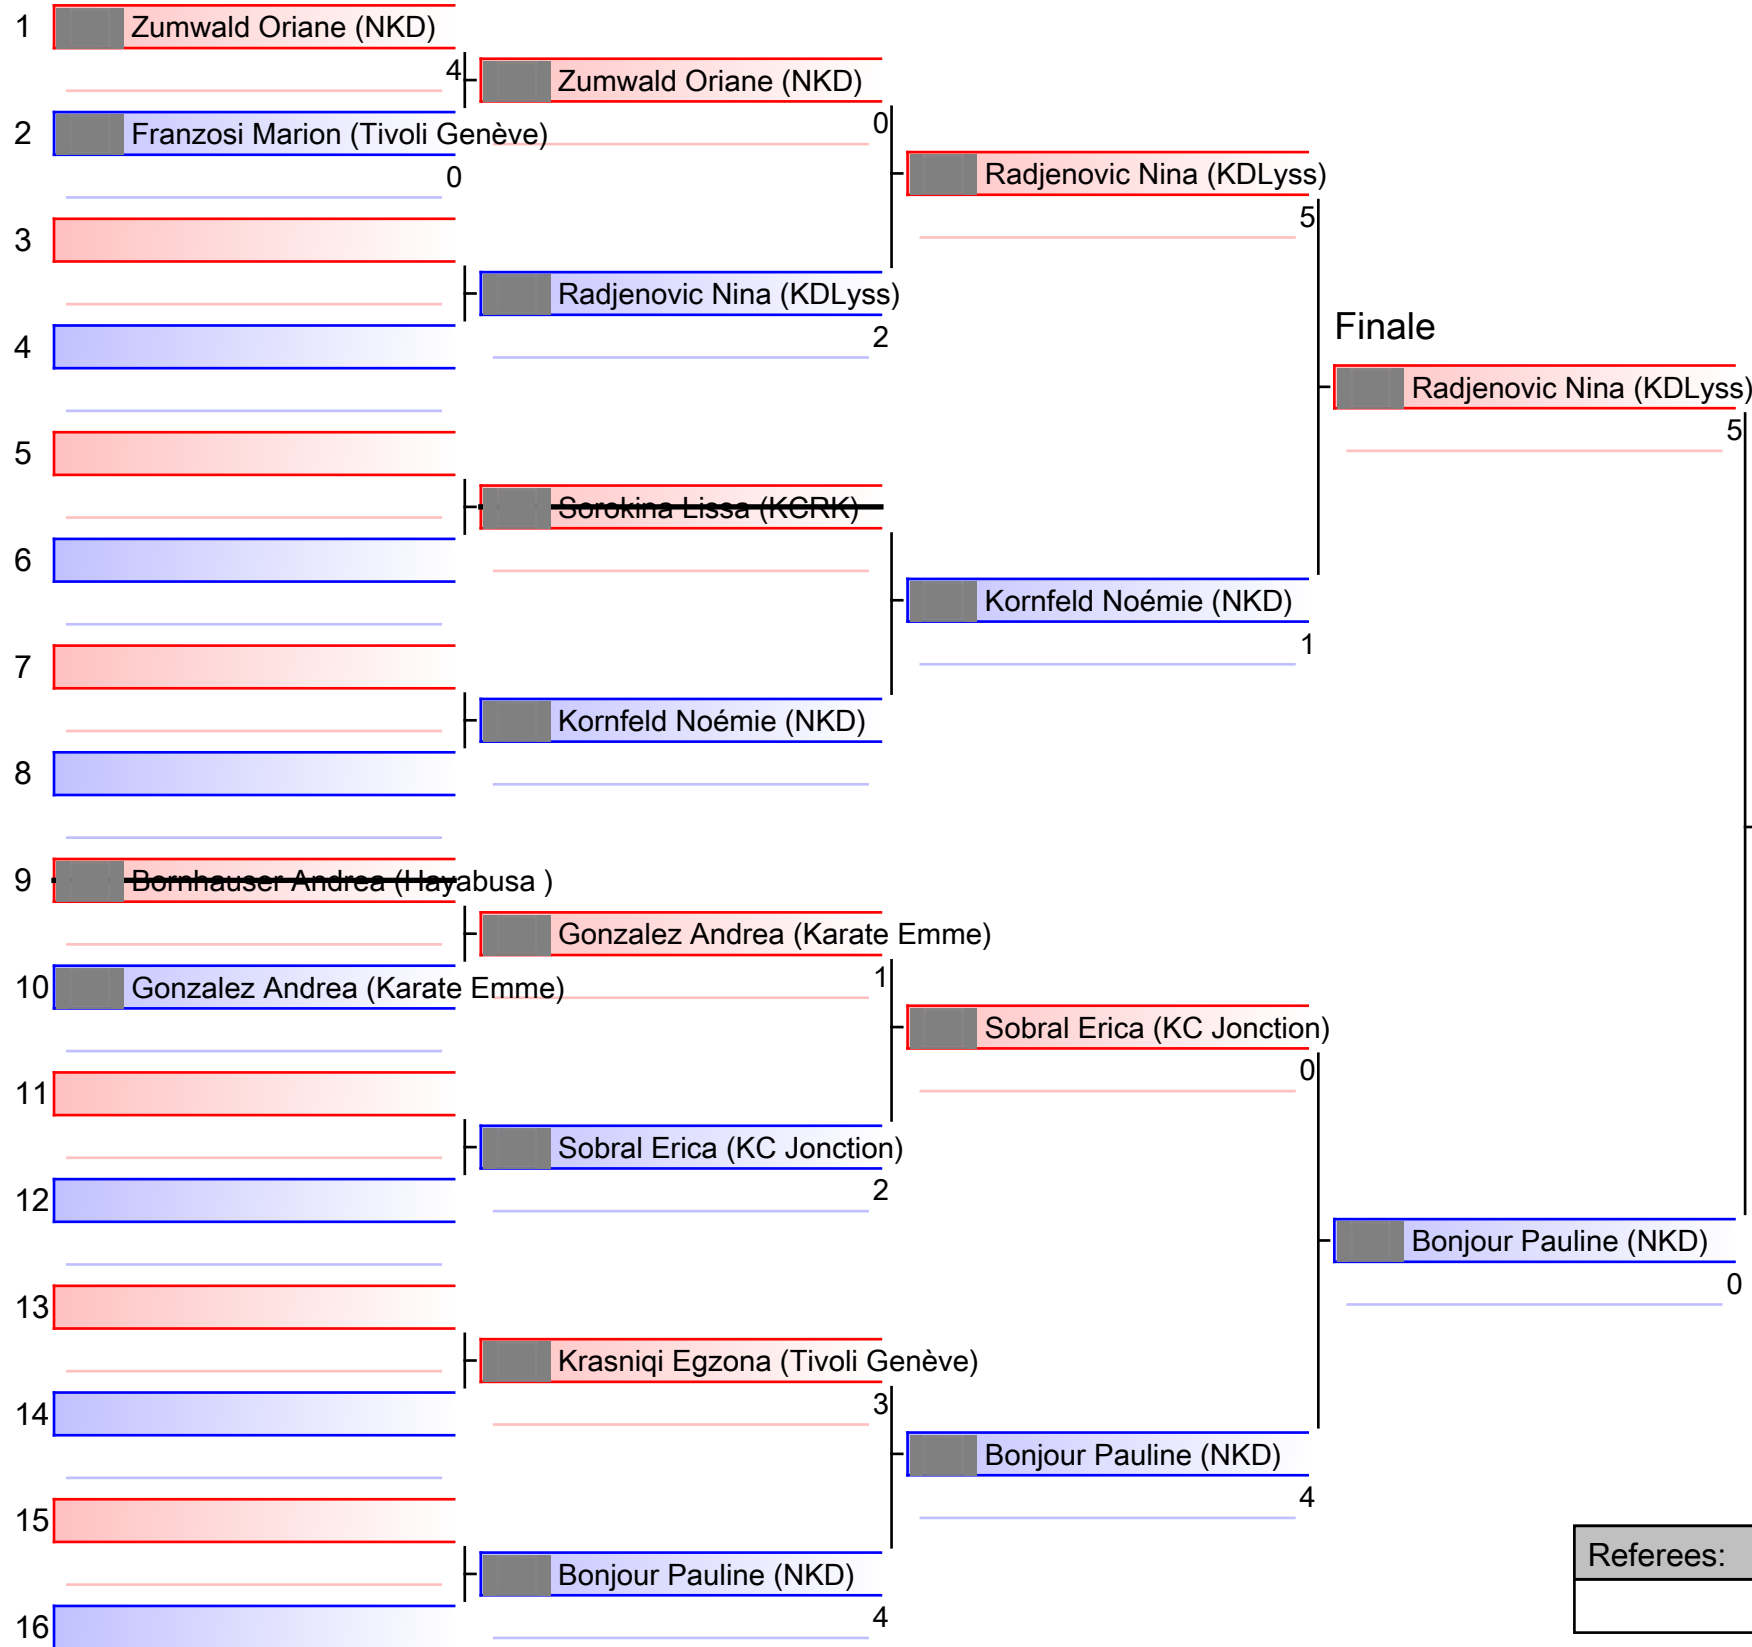 1 Zumwald Oriane (NKD)
4
Zumwald Oriane (NKD)
0
2 Franzosi Marion (Tivoli Genève)
0
Radjenovic Nina (KDLyss)
5
3
Radjenovic Nina (KDLyss)
2
4
Finale
Radjenovic Nina (KDLyss)
5
5
Sorokina Lissa (KCRK)
6
Kornfeld Noémie (NKD)
1
7
Kornfeld Noémie (NKD)
8
9 Bornhauser Andrea (Hayabusa )
Gonzalez Andrea (Karate Emme)
1
10 Gonzalez Andrea (Karate Emme)
Sobral Erica (KC Jonction)
0
11
Sobral Erica (KC Jonction)
2
12
Bonjour Pauline (NKD)
0
13
Krasniqi Egzona (Tivoli Genève)
3
14
Bonjour Pauline (NKD)
4
15
Bonjour Pauline (NKD)
4
16
Referees: